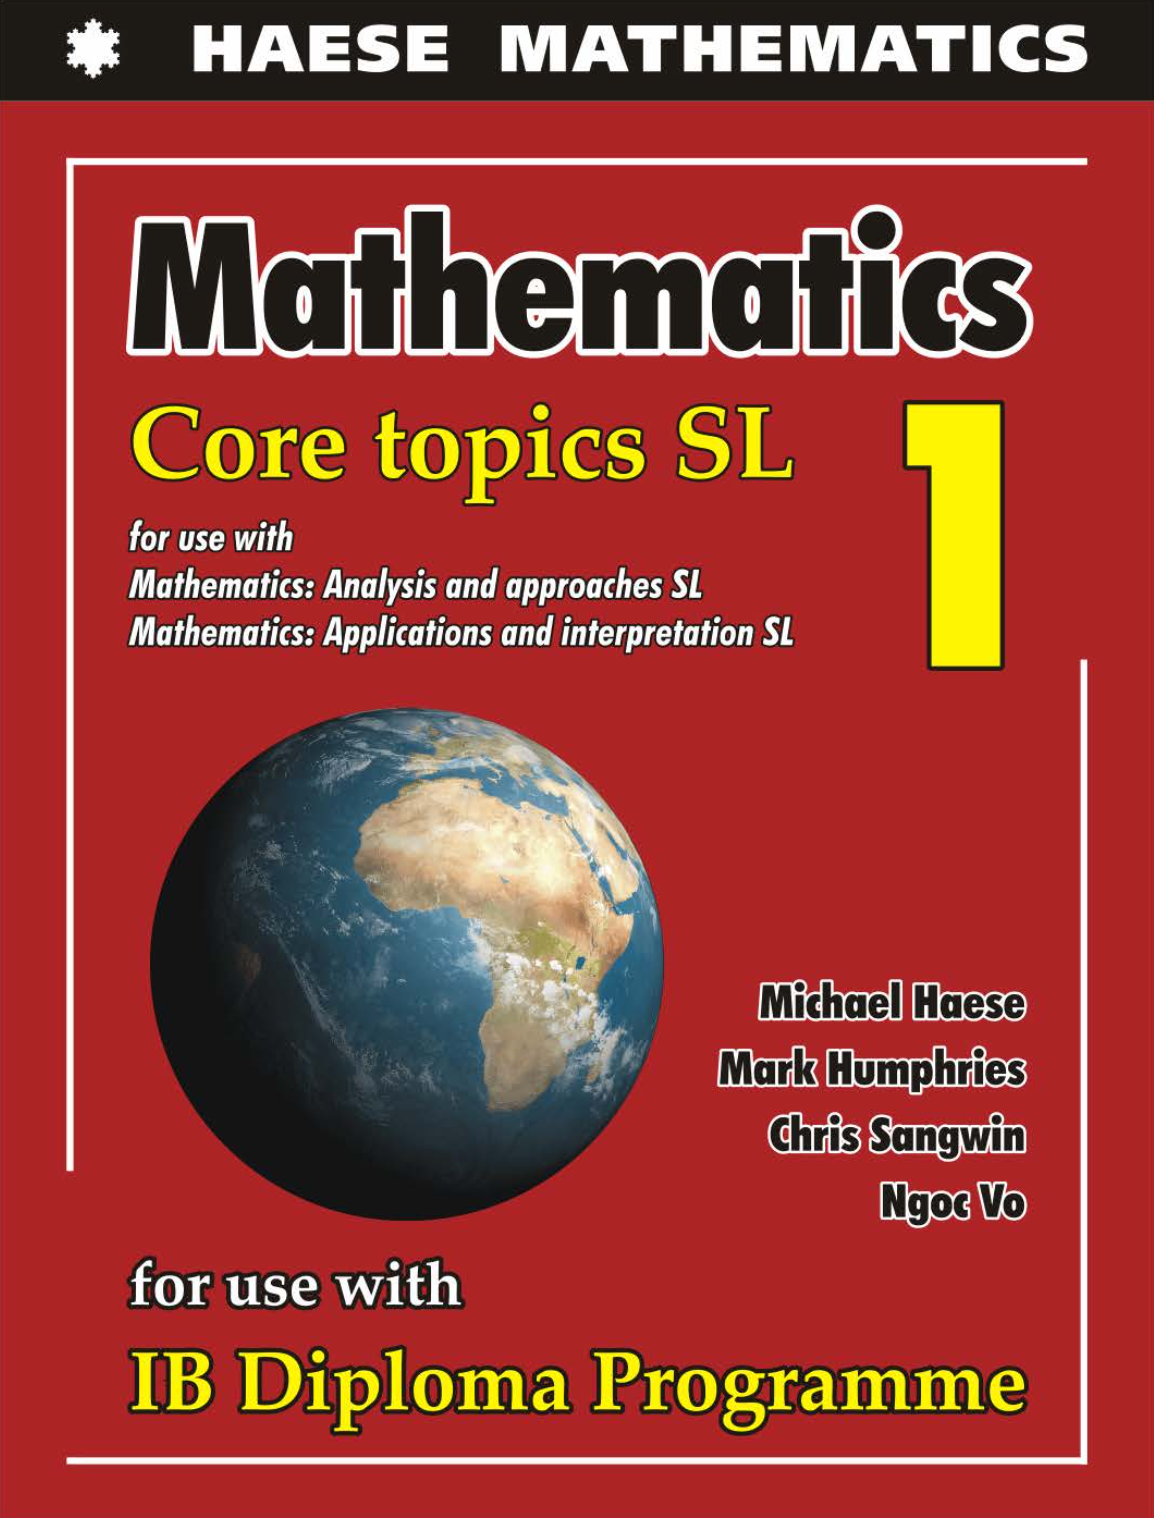 HAESE MATHEMATICS
Mathematics
Core topics SL
1
for use with
Mathematics: Analysis and approaches SL
Mathematics: Applications and interpretation SL
Michael Haese
Mark Humphries
Chris Sangwin
Ngoc Vo
for use with
IB Diploma Programme